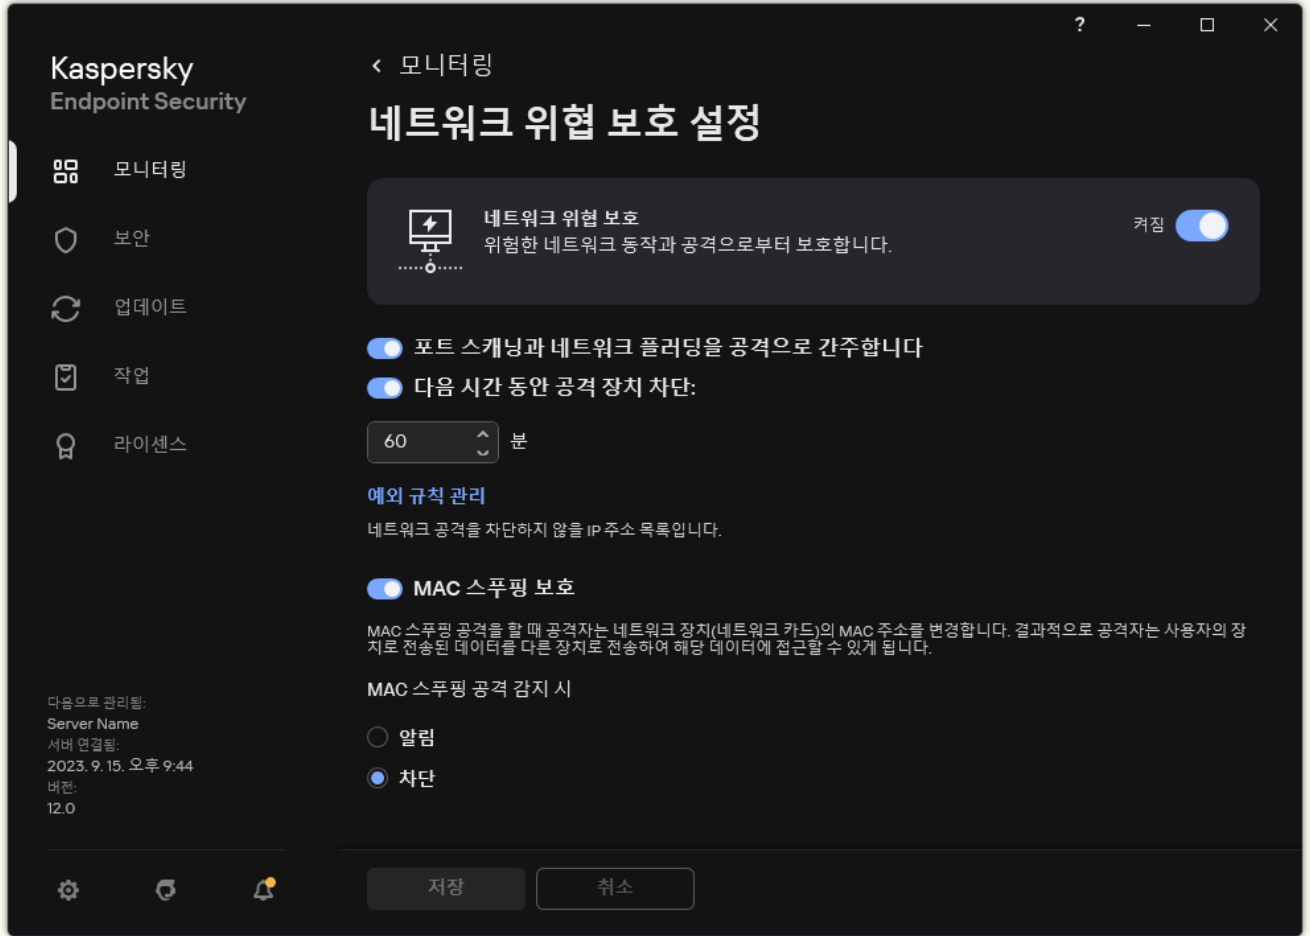 ?
Kaspersky
Endpoint Security
모니터링
보안
업데이트
작업
라이센스
다음으로 관리됨:
Server Name
서버 연결됨:
2023. 9. 15. 오후 9:44
버전:
12.0
모니터링
네트워크 위협 보호 설정
네트워크 위협 보호
위험한 네트워크 동작과 공격으로부터 보호합니다.
켜짐
포트 스캐닝과 네트워크 플러딩을 공격으로 간주합니다
다음 시간 동안 공격 장치 차단:
60 분
예외 규칙 관리
네트워크 공격을 차단하지 않을 IP 주소 목록입니다.
MAC 스푸핑 보호
MAC 스푸핑 공격을 할 때 공격자는 네트워크 장치(네트워크 카드)의 MAC 주소를 변경합니다. 결과적으로 공격자는 사용자의 장
치로 전송된 데이터를 다른 장치로 전송하여 해당 데이터에 접근할 수 있게 됩니다.
MAC 스푸핑 공격 감지 시
알림
차단
저장
취소